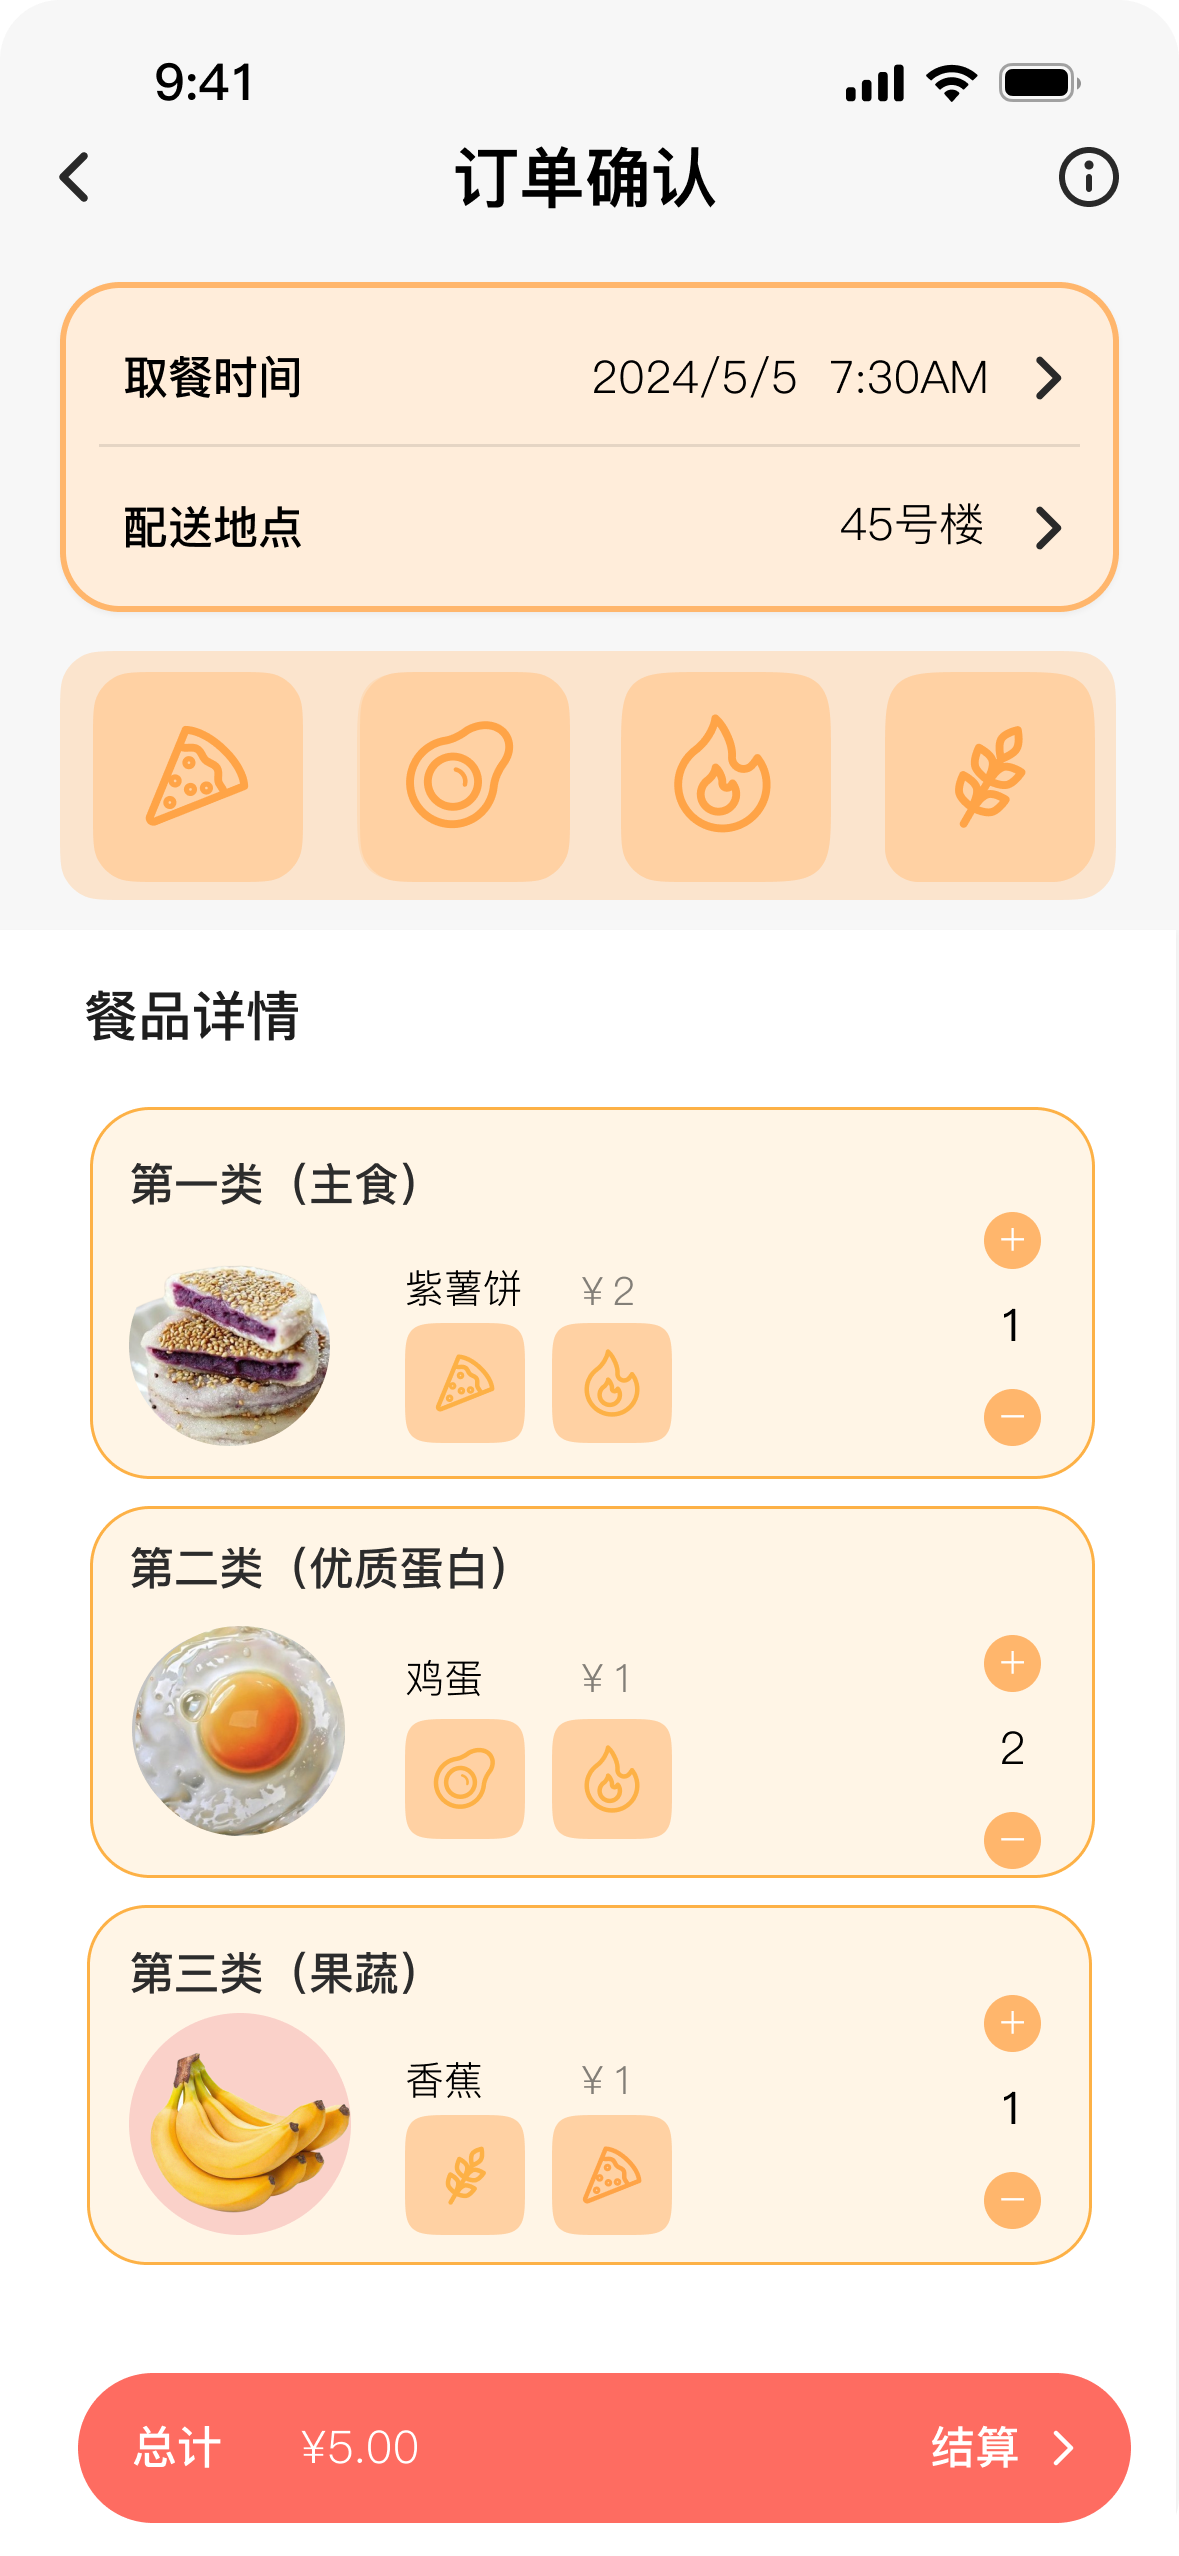 9:41
订单确认
取餐时间 2024/5/5 7:30AM
配送地点 45号楼
餐品详情
第一类（主食）
紫薯饼 ¥ 2
+
1
−
第二类（优质蛋白）
鸡蛋 ¥ 1
+
2
−
第三类（果蔬）
香蕉 ¥ 1
+
1
−
总计 ¥5.00 结算